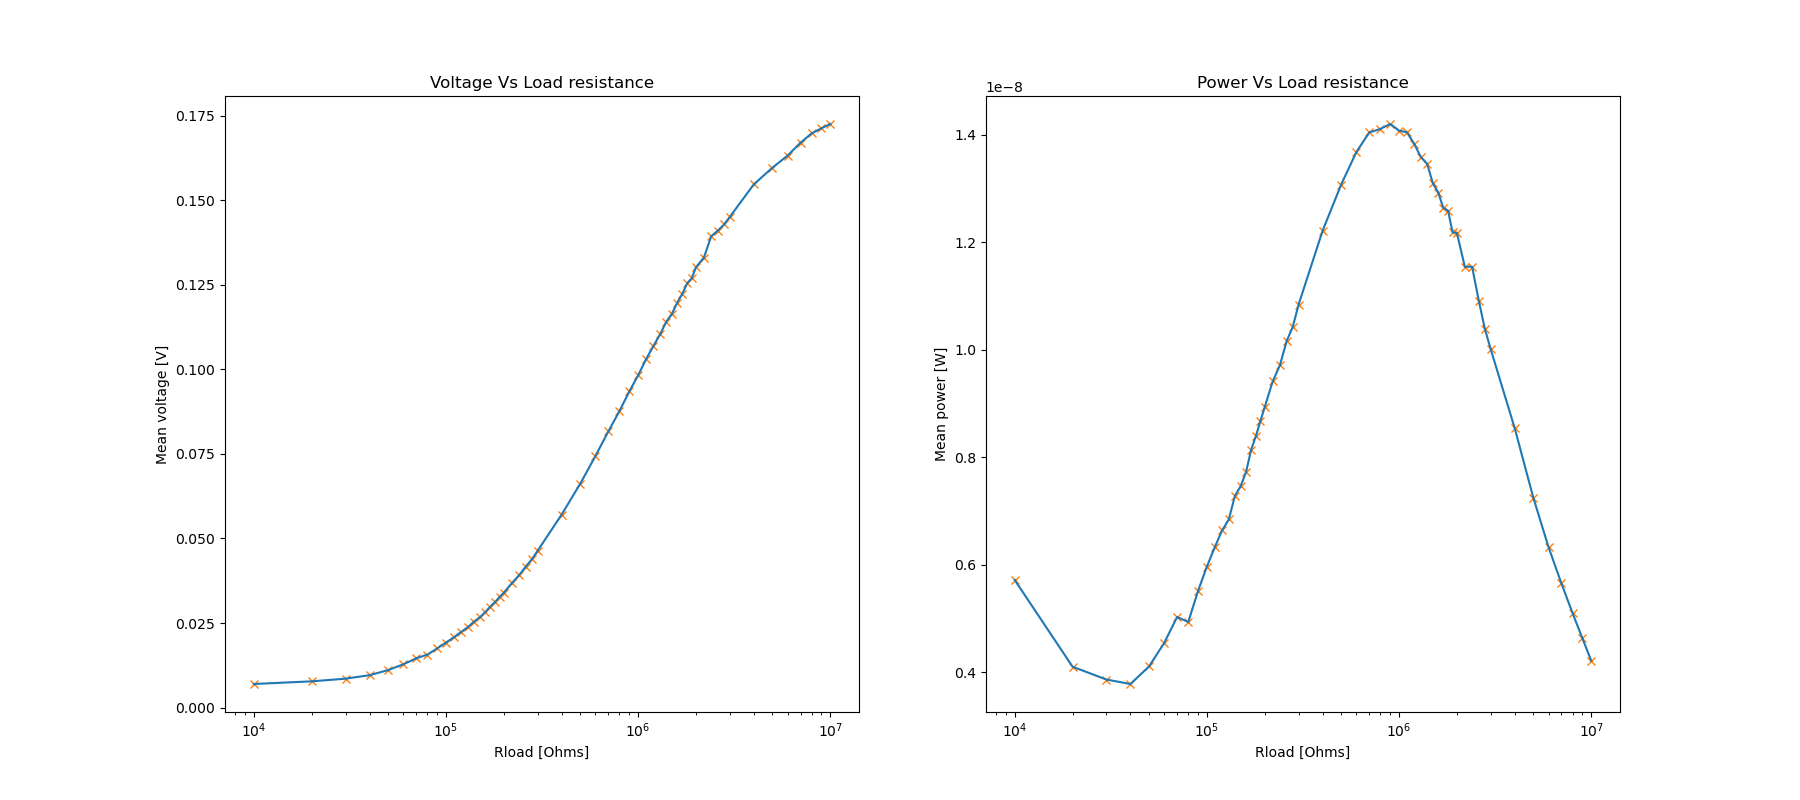 Voltage Vs Load resistance
0.175
0.150
0.125
0.100
0.075
0.050
0.025
0.000
Mean voltage [V]
10⁴ 10⁵ 10⁶ 10⁷
Rload [Ohms]
Power Vs Load resistance
1e−8
1.4
1.2
1.0
0.8
0.6
0.4
Mean power [W]
10⁴ 10⁵ 10⁶ 10⁷
Rload [Ohms]